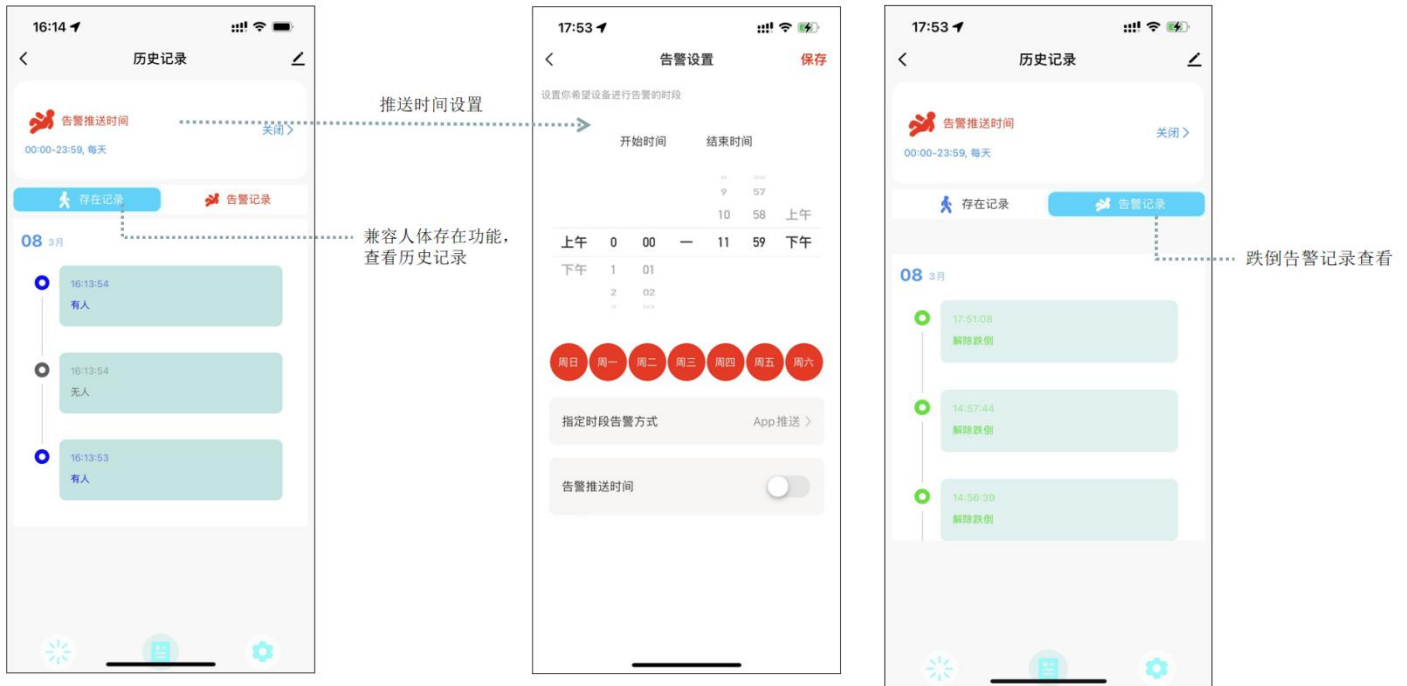 16:14
历史记录
告警推送时间
关闭>
00:00-23:59, 每天
存在记录
告警记录
08 3月
16:13:54
有人
16:13:54
无人
16:13:53
有人
推送时间设置
兼容人体存在功能，
查看历史记录
17:53
告警设置
保存
设置你希望设备进行告警的时段
开始时间
结束时间
9 57
10 58 上午
上午 0 00 — 11 59 下午
下午 1 01
2 02
周日 周一 周二 周三 周四 周五 周六
指定时段告警方式
App推送>
告警推送时间
17:53
历史记录
告警推送时间
关闭>
00:00-23:59, 每天
存在记录
告警记录
08 3月
17:51:08
解除跌倒
14:57:44
解除跌倒
14:56:39
解除跌倒
跌倒告警记录查看